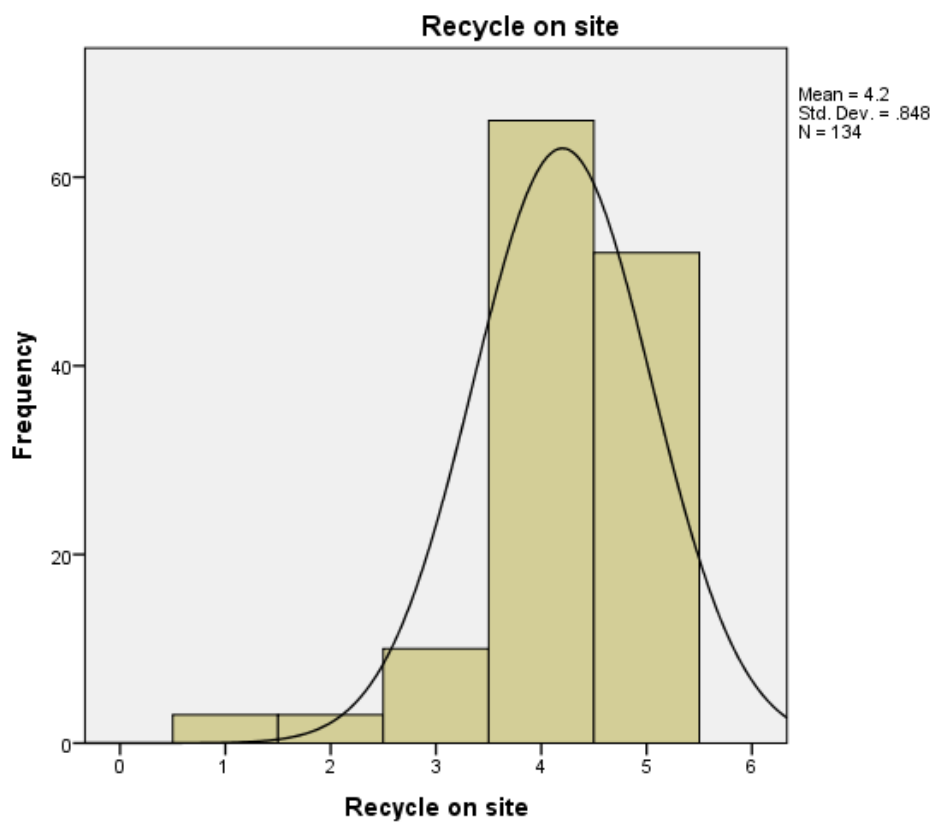 Recycle on site
Mean = 4.2
Std. Dev. = .848
N = 134
Frequency
60
40
20
0
0 1 2 3 4 5 6
Recycle on site